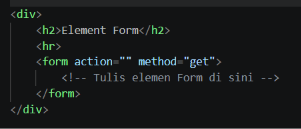 <div>
    <h2>Element Form</h2>
    <hr>
    <form action="" method="get">
        <!-- Tulis elemen Form di sini -->
    </form>
</div>